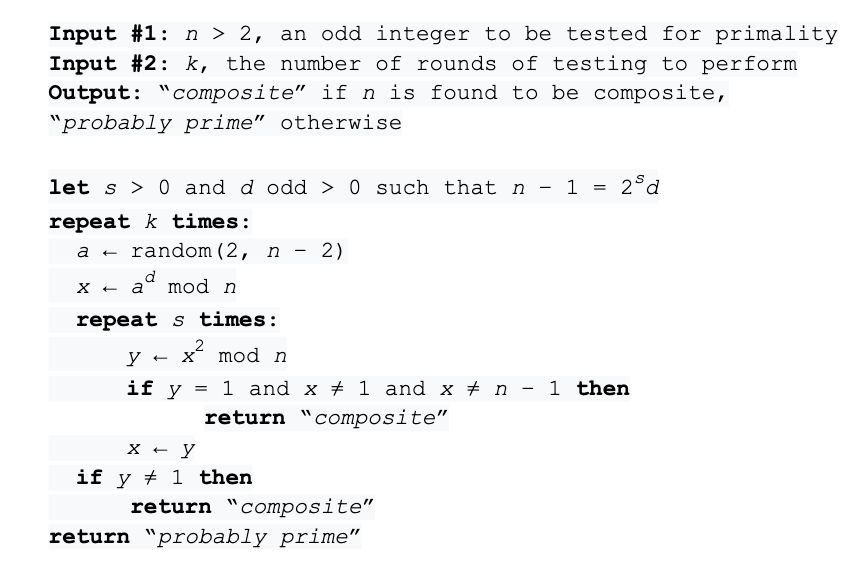 Input #1: n > 2, an odd integer to be tested for primality
Input #2: k, the number of rounds of testing to perform
Output: “composite” if n is found to be composite,
“probably prime” otherwise
let s > 0 and d odd > 0 such that n − 1 = 2ˢd
repeat k times:
a ← random(2, n − 2)
x ← aᵈ mod n
repeat s times:
y ← x² mod n
if y = 1 and x ≠ 1 and x ≠ n − 1 then
return “composite”
x ← y
if y ≠ 1 then
return “composite”
return “probably prime”